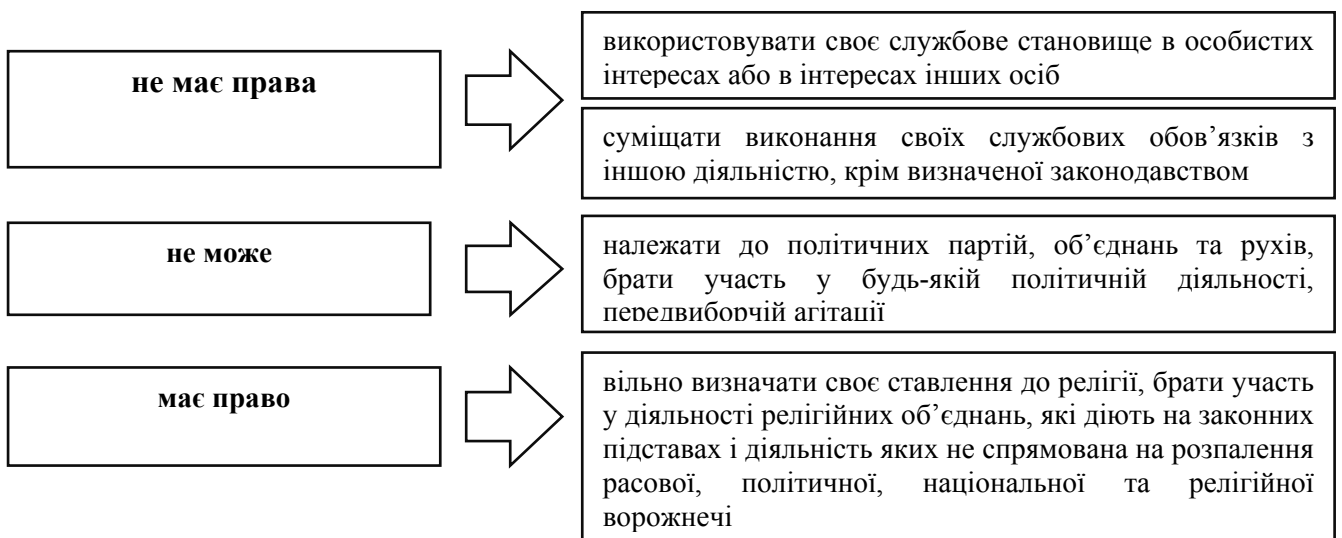 не має права
використовувати своє службове становище в особистих
інтересах або в інтересах інших осіб
суміщати виконання своїх службових обов’язків з
іншою діяльністю, крім визначеної законодавством
не може
належати до політичних партій, об’єднань та рухів,
брати участь у будь-якій політичній діяльності,
передвиборчій агітації
має право
вільно визначати своє ставлення до релігії, брати участь
у діяльності релігійних об’єднань, які діють на законних
підставах і діяльність яких не спрямована на розпалення
расової, політичної, національної та релігійної
ворожнечі